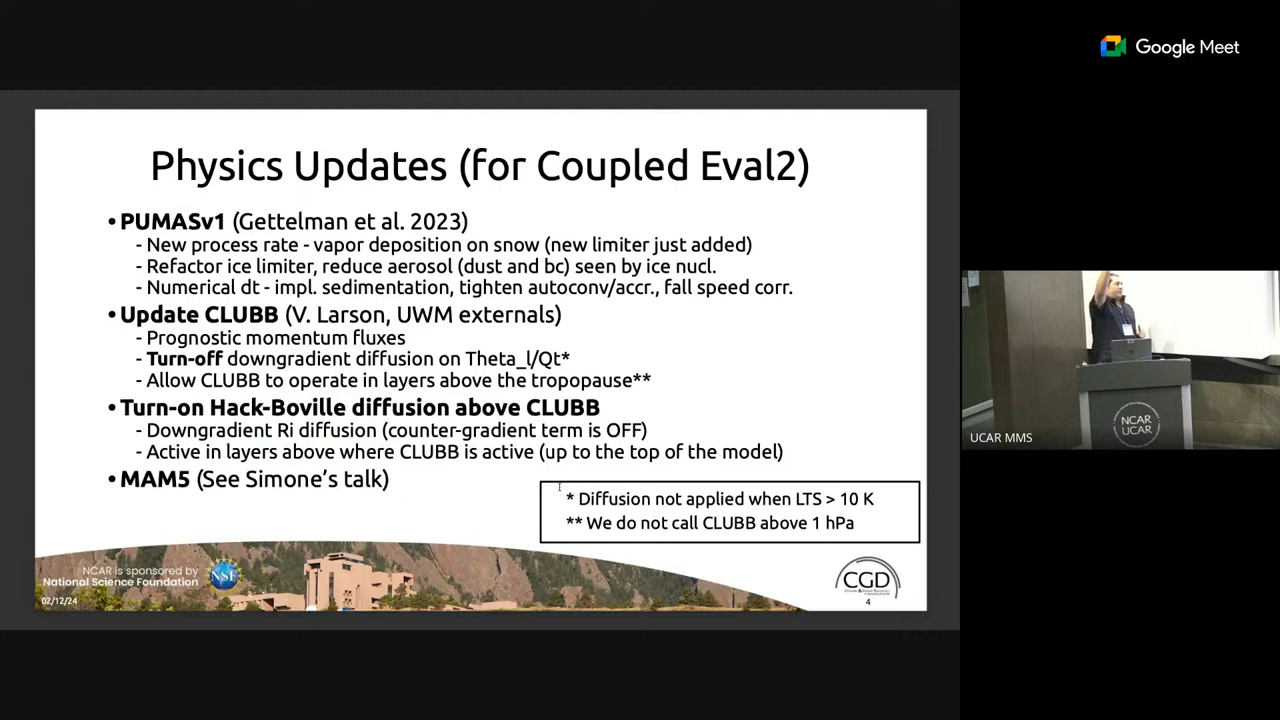 Google Meet
Physics Updates (for Coupled Eval2)
• PUMASv1 (Gettelman et al. 2023)
- New process rate - vapor deposition on snow (new limiter just added)
- Refactor ice limiter, reduce aerosol (dust and bc) seen by ice nucl.
- Numerical dt - impl. sedimentation, tighten autoconv/accr., fall speed corr.
• Update CLUBB (V. Larson, UWM externals)
- Prognostic momentum fluxes
- Turn-off downgradient diffusion on Theta_l/Qt*
- Allow CLUBB to operate in layers above the tropopause**
• Turn-on Hack-Boville diffusion above CLUBB
- Downgradient Ri diffusion (counter-gradient term is OFF)
- Active in layers above where CLUBB is active (up to the top of the model)
• MAM5 (See Simone's talk)
* Diffusion not applied when LTS > 10 K
** We do not call CLUBB above 1 hPa
NCAR is sponsored by
National Science Foundation
NSF
02/12/24
CGD
4
NCAR
UCAR
UCAR MMS